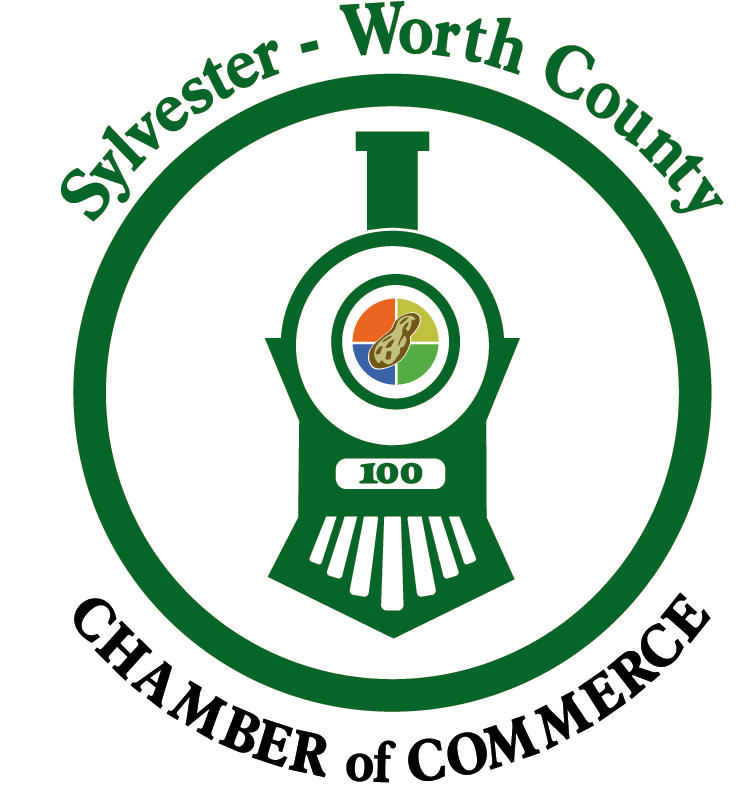 Sylvester - Worth County
100
CHAMBER of COMMERCE